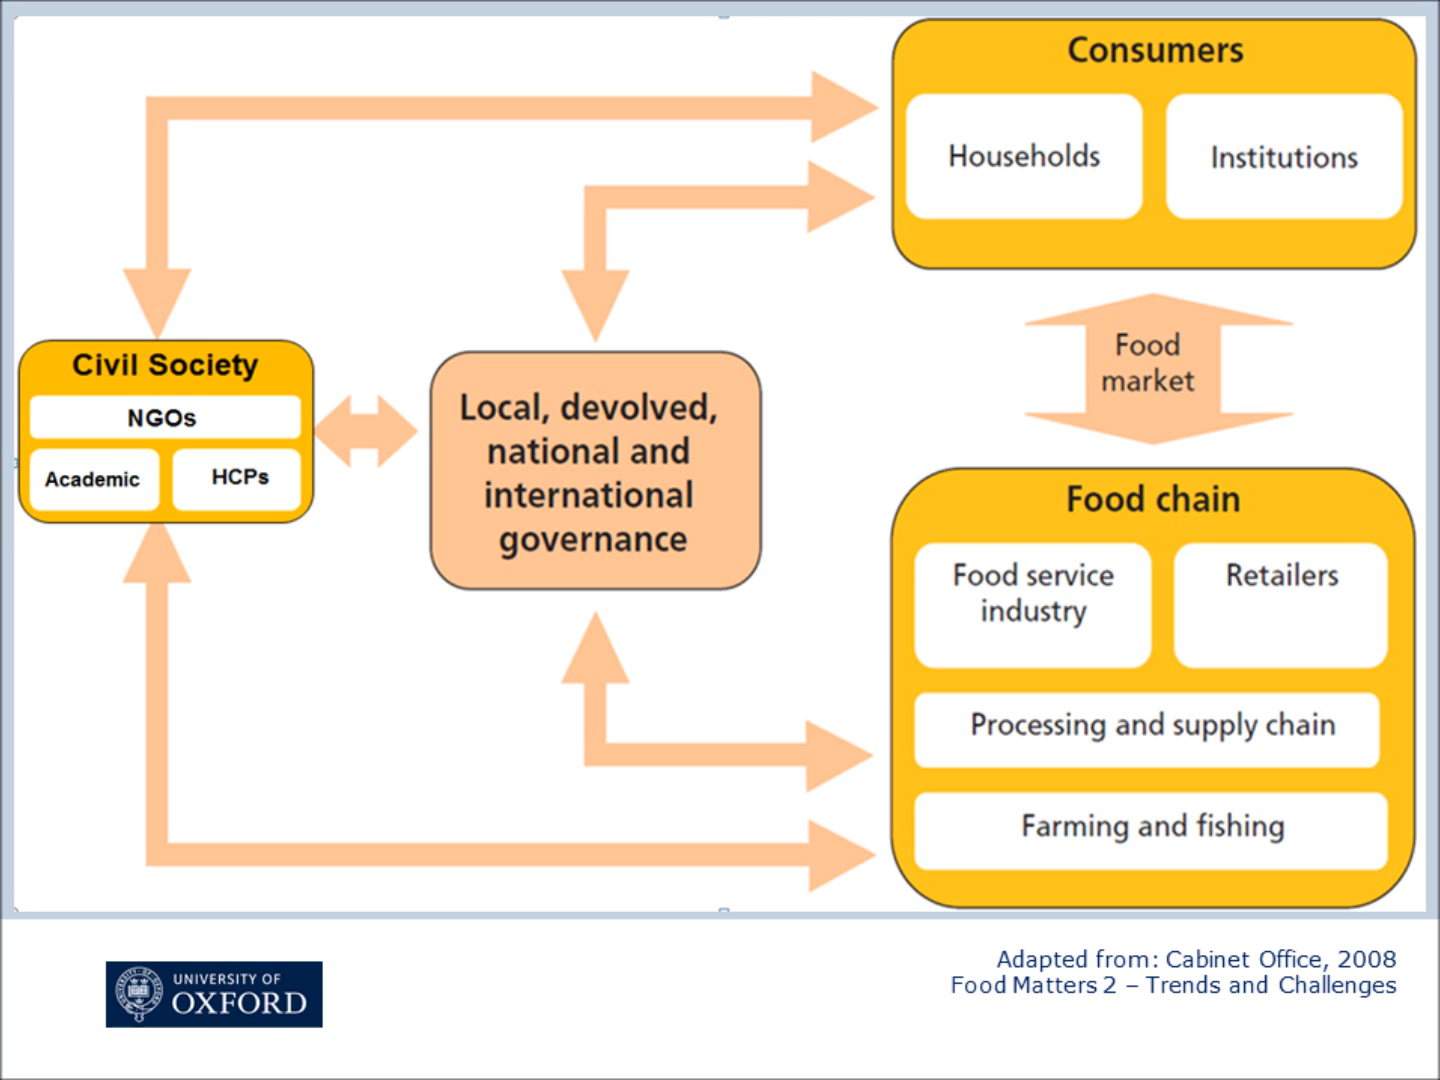 Consumers
Households
Institutions
Food
market
Civil Society
NGOs
Academic
HCPs
Local, devolved,
national and
international
governance
Food chain
Food service
industry
Retailers
Processing and supply chain
Farming and fishing
UNIVERSITY OF
OXFORD
Adapted from: Cabinet Office, 2008
Food Matters 2 – Trends and Challenges